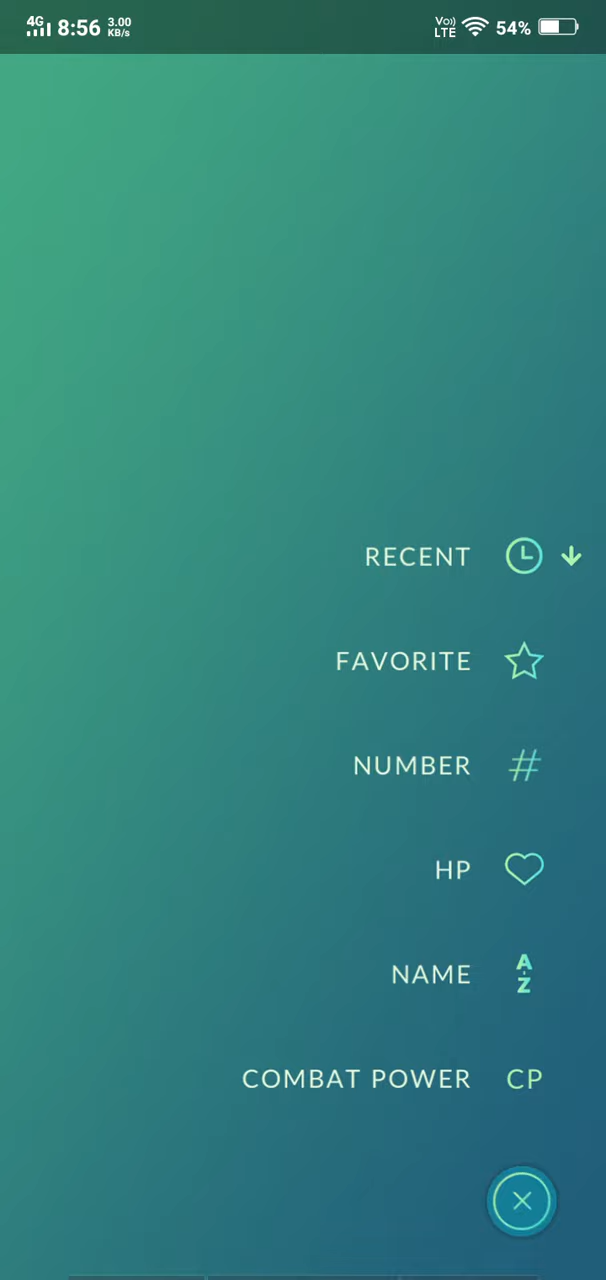 4G 8:56 3.00 KB/s Vo)) LTE 54%
RECENT
FAVORITE
NUMBER #
HP
NAME A-Z
COMBAT POWER CP